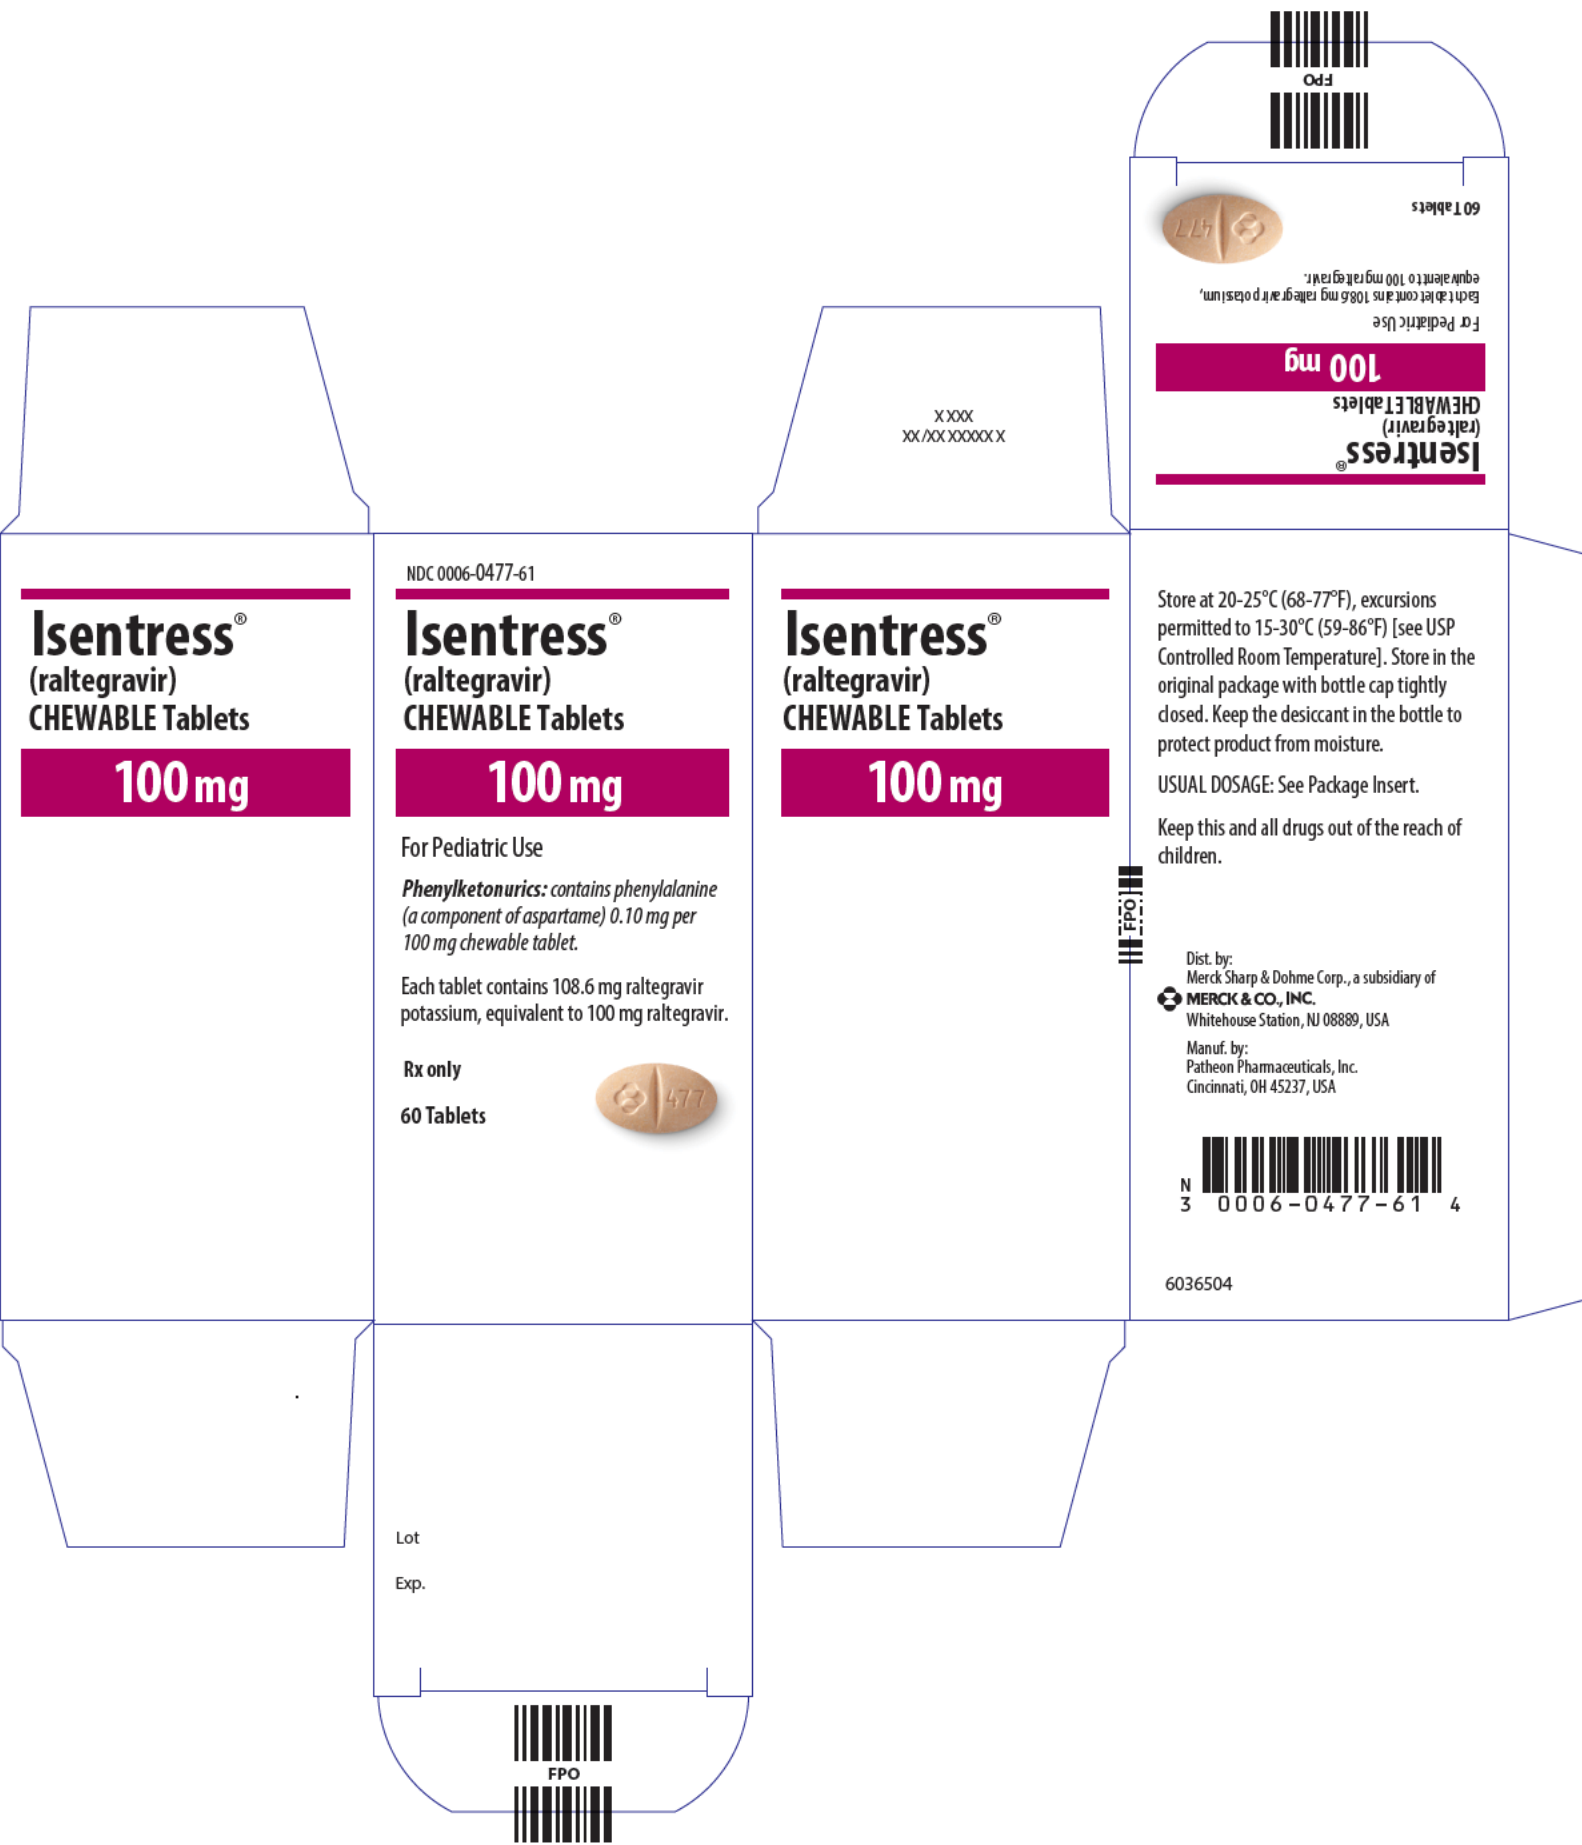 FPO
60 Tablets
477
Each tablet contains 108.6 mg raltegravir potassium,
equivalent to 100 mg raltegravir.
For Pediatric Use
100 mg
CHEWABLE Tablets
(raltegravir)
Isentress®
X XXX
XX/XX XXXXX X
Isentress®
(raltegravir)
CHEWABLE Tablets
100 mg
NDC 0006-0477-61
Isentress®
(raltegravir)
CHEWABLE Tablets
100 mg
For Pediatric Use
Phenylketonurics: contains phenylalanine
(a component of aspartame) 0.10 mg per
100 mg chewable tablet.
Each tablet contains 108.6 mg raltegravir
potassium, equivalent to 100 mg raltegravir.
Rx only
60 Tablets
477
Isentress®
(raltegravir)
CHEWABLE Tablets
100 mg
FPO
Store at 20-25°C (68-77°F), excursions
permitted to 15-30°C (59-86°F) [see USP
Controlled Room Temperature]. Store in the
original package with bottle cap tightly
closed. Keep the desiccant in the bottle to
protect product from moisture.
USUAL DOSAGE: See Package Insert.
Keep this and all drugs out of the reach of
children.
Dist. by:
Merck Sharp & Dohme Corp., a subsidiary of
MERCK & CO., INC.
Whitehouse Station, NJ 08889, USA
Manuf. by:
Patheon Pharmaceuticals, Inc.
Cincinnati, OH 45237, USA
N
3 0006-0477-61 4
6036504
Lot
Exp.
FPO